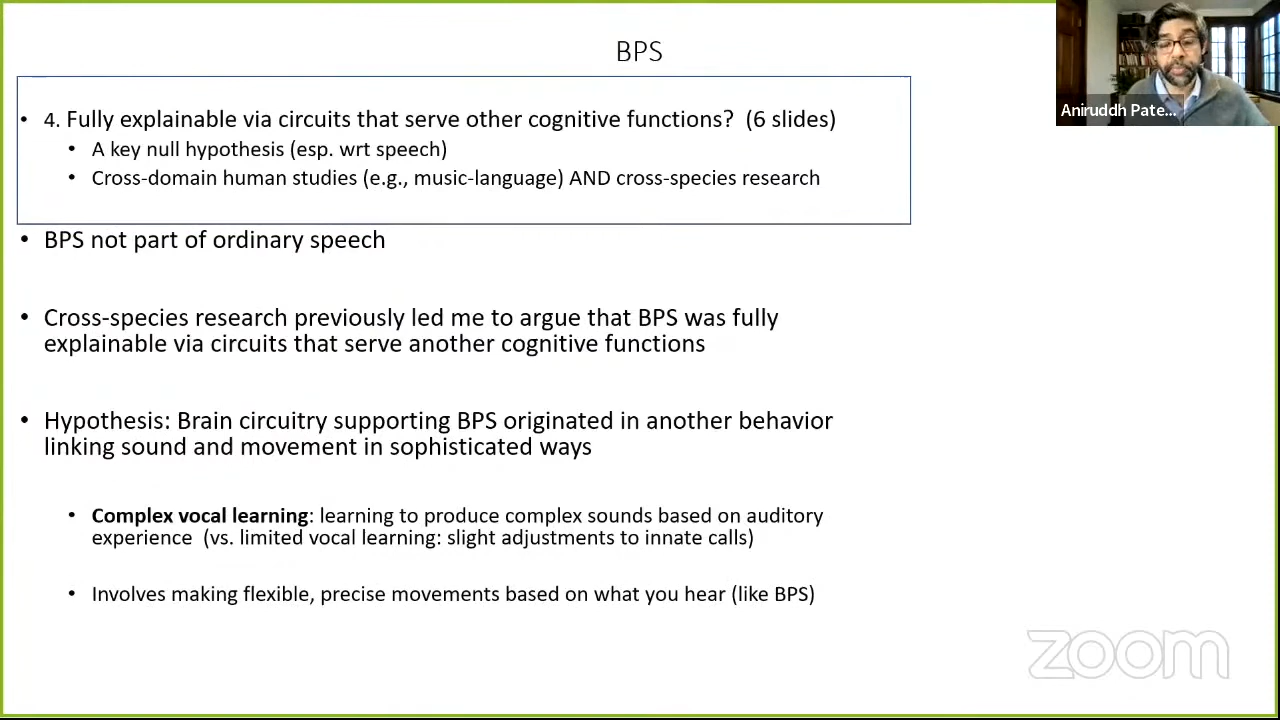 BPS
Aniruddh Pate...
• 4. Fully explainable via circuits that serve other cognitive functions? (6 slides)
• A key null hypothesis (esp. wrt speech)
• Cross-domain human studies (e.g., music-language) AND cross-species research
• BPS not part of ordinary speech
• Cross-species research previously led me to argue that BPS was fully
explainable via circuits that serve another cognitive functions
• Hypothesis: Brain circuitry supporting BPS originated in another behavior
linking sound and movement in sophisticated ways
• Complex vocal learning: learning to produce complex sounds based on auditory
experience (vs. limited vocal learning: slight adjustments to innate calls)
• Involves making flexible, precise movements based on what you hear (like BPS)
zoom